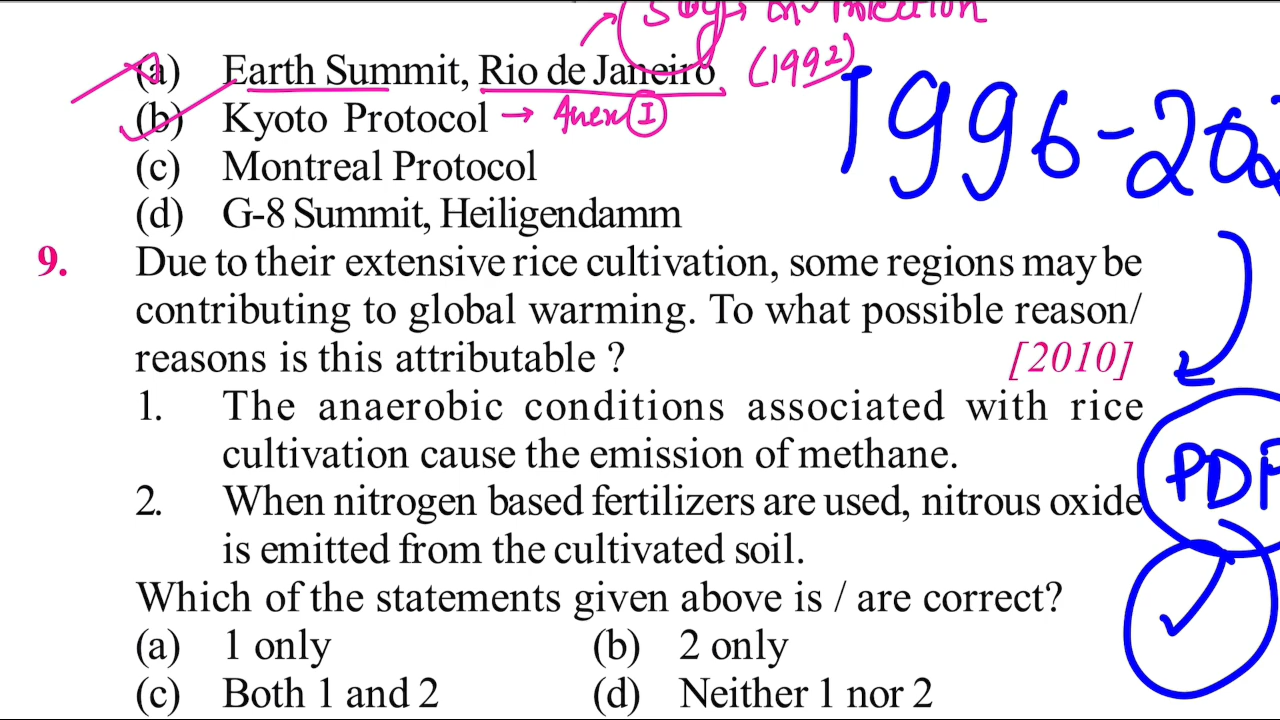 (1992)
(a) Earth Summit, Rio de Janeiro
(b) Kyoto Protocol → Anex I
1996-20
(c) Montreal Protocol
(d) G-8 Summit, Heiligendamm
9. Due to their extensive rice cultivation, some regions may be
contributing to global warming. To what possible reason/
reasons is this attributable ? [2010]
1. The anaerobic conditions associated with rice
cultivation cause the emission of methane.
2. When nitrogen based fertilizers are used, nitrous oxide
is emitted from the cultivated soil.
PDF
Which of the statements given above is / are correct?
(a) 1 only (b) 2 only
(c) Both 1 and 2 (d) Neither 1 nor 2